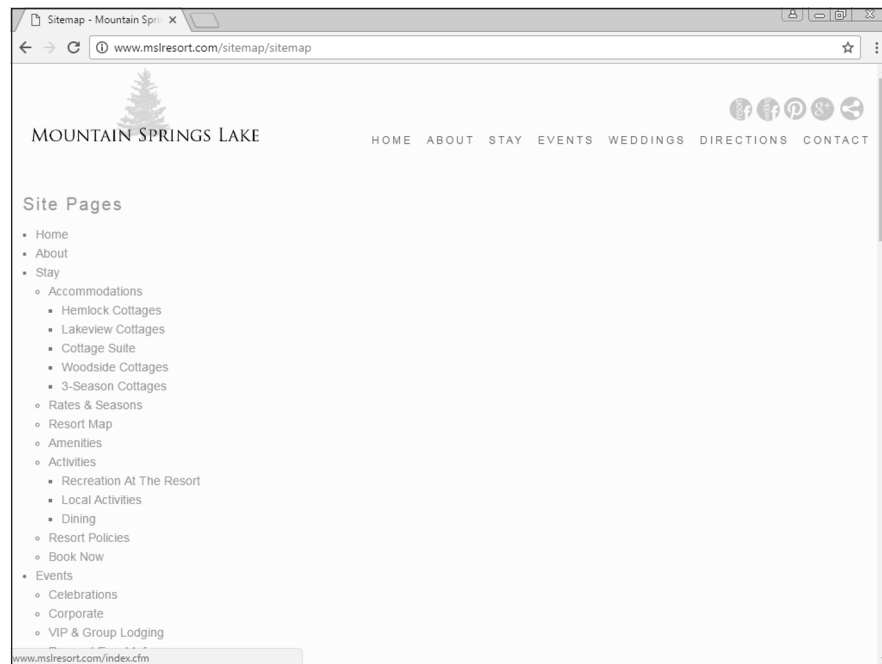 Sitemap - Mountain Spri
www.mslresort.com/sitemap/sitemap
MOUNTAIN SPRINGS LAKE
HOME ABOUT STAY EVENTS WEDDINGS DIRECTIONS CONTACT
Site Pages
Home
About
Stay
Accommodations
Hemlock Cottages
Lakeview Cottages
Cottage Suite
Woodside Cottages
3-Season Cottages
Rates & Seasons
Resort Map
Amenities
Activities
Recreation At The Resort
Local Activities
Dining
Resort Policies
Book Now
Events
Celebrations
Corporate
VIP & Group Lodging
www.mslresort.com/index.cfm